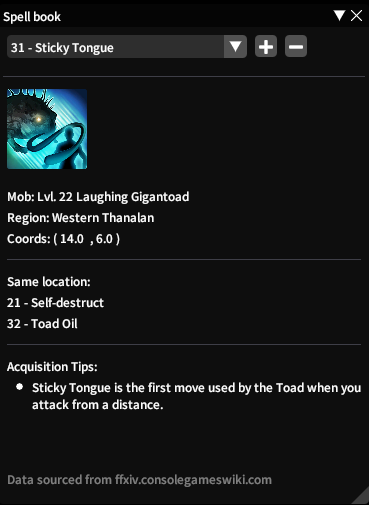 Spell book
31 - Sticky Tongue
Mob: Lvl. 22 Laughing Gigantoad
Region: Western Thanalan
Coords: ( 14.0 , 6.0 )
Same location:
21 - Self-destruct
32 - Toad Oil
Acquisition Tips:
Sticky Tongue is the first move used by the Toad when you
attack from a distance.
Data sourced from ffxiv.consolegameswiki.com